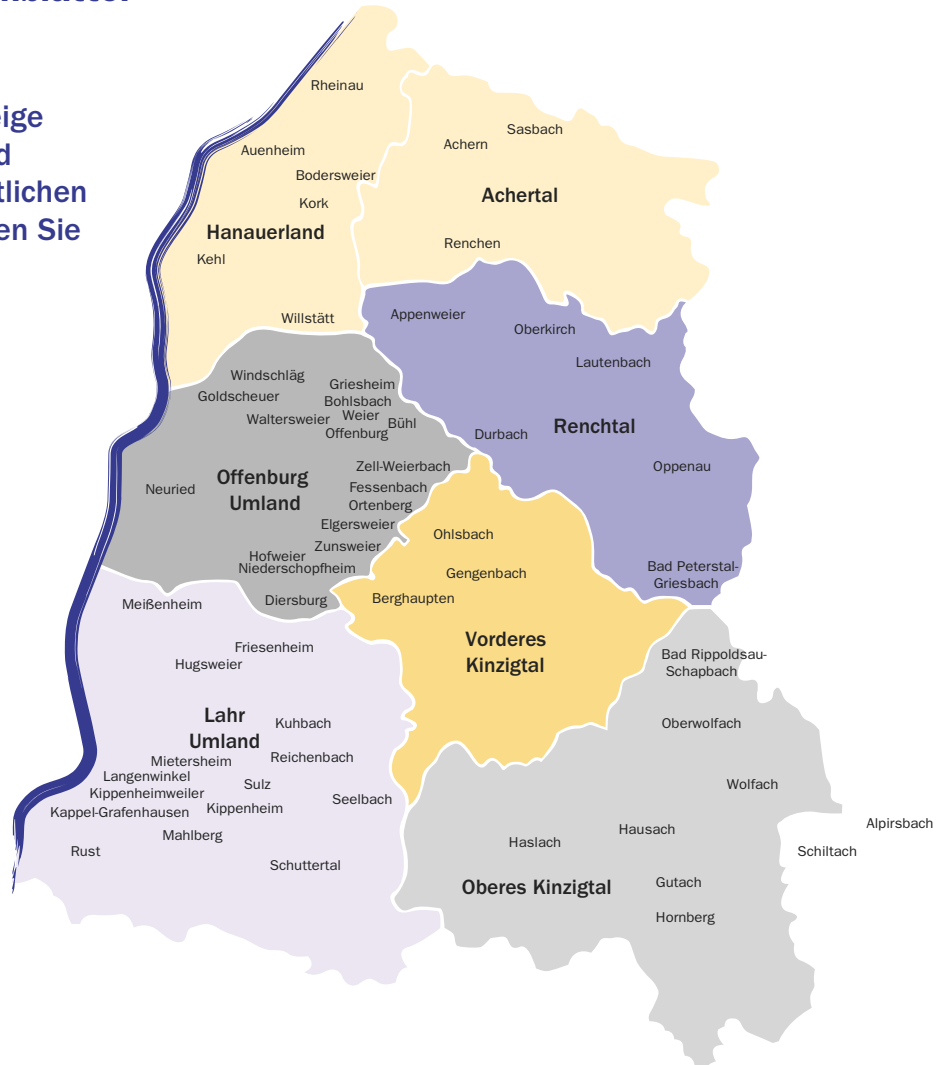 eige
d
tlichen
en Sie
Rheinau
Auenheim
Bodersweier
Kork
Hanauerland
Kehl
Willstätt
Sasbach
Achern
Achertal
Renchen
Appenweier
Oberkirch
Lautenbach
Renchtal
Durbach
Oppenau
Bad Peterstal-
Griesbach
Windschläg
Griesheim
Goldscheuer
Bohlsbach
Weier
Waltersweier
Bühl
Offenburg
Zell-Weierbach
Offenburg
Umland
Neuried
Fessenbach
Ortenberg
Elgersweier
Zunsweier
Hofweier
Niederschopfheim
Diersburg
Ohlsbach
Gengenbach
Berghaupten
Vorderes
Kinzigtal
Meißenheim
Friesenheim
Hugsweier
Lahr
Umland
Kuhbach
Reichenbach
Mietersheim
Langenwinkel
Sulz
Kippenheimweiler
Seelbach
Kappel-Grafenhausen
Kippenheim
Mahlberg
Rust
Schuttertal
Bad Rippoldsau-
Schapbach
Oberwolfach
Wolfach
Alpirsbach
Hausach
Haslach
Schiltach
Oberes Kinzigtal
Gutach
Hornberg